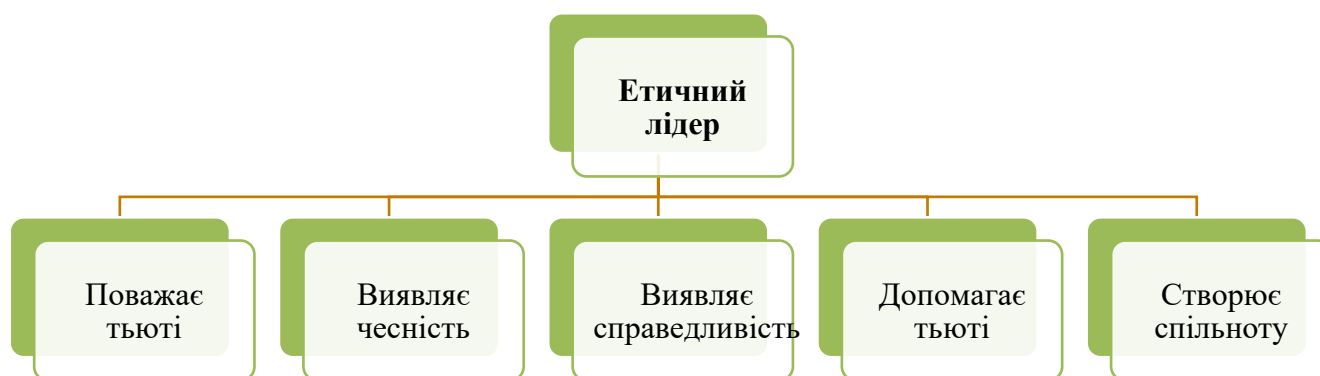 Етичний
лідер
Поважає
тьюті
Виявляє
чесність
Виявляє
справедливість
Допомагає
тьюті
Створює
спільноту